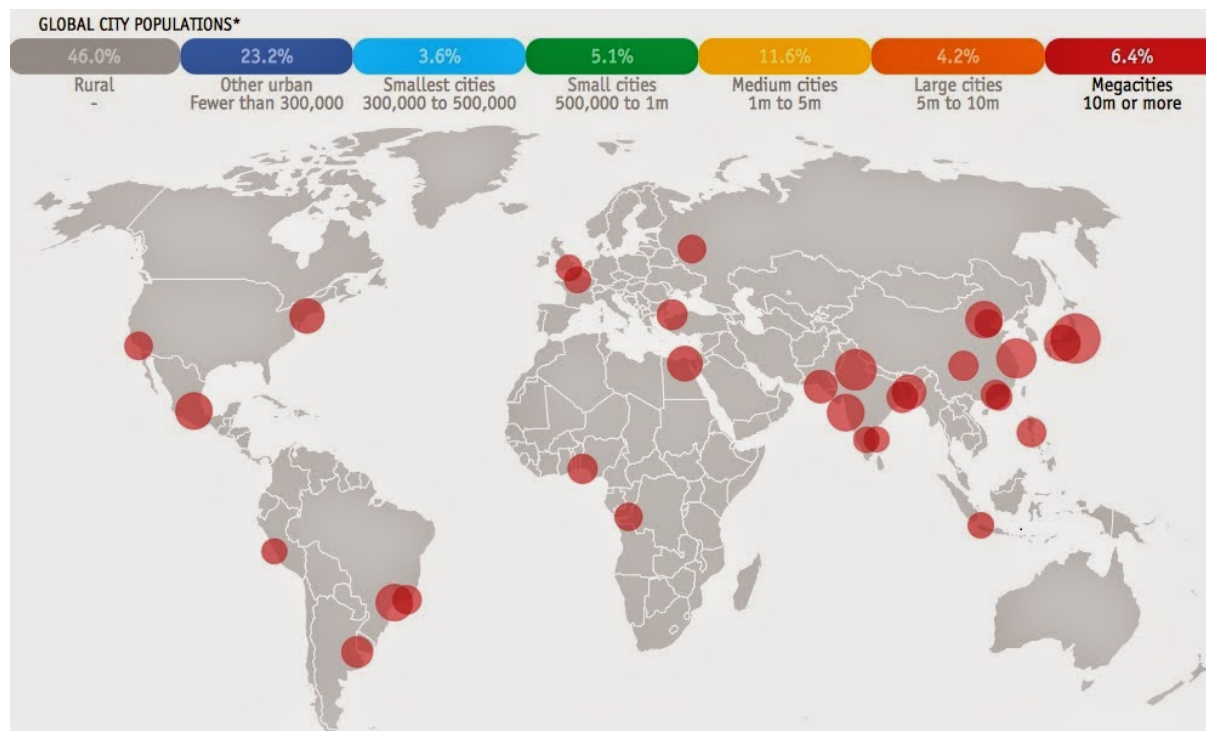 GLOBAL CITY POPULATIONS*
46.0% 23.2% 3.6% 5.1% 11.6% 4.2% 6.4%
Rural Other urban Smallest cities Small cities Medium cities Large cities Megacities
- Fewer than 300,000 300,000 to 500,000 500,000 to 1m 1m to 5m 5m to 10m 10m or more